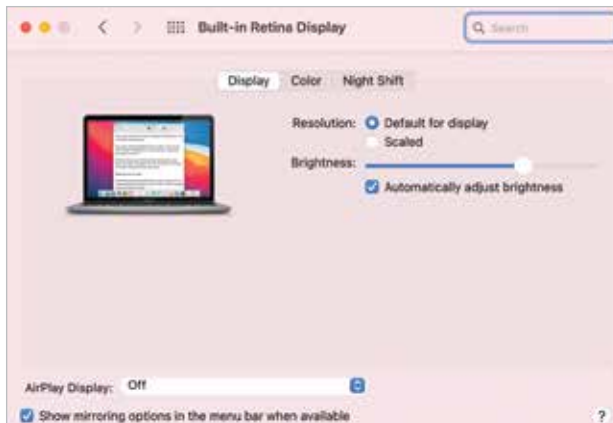 Built-in Retina Display
Search
Display Color Night Shift
Resolution: Default for display
Scaled
Brightness:
Automatically adjust brightness
AirPlay Display: Off
Show mirroring options in the menu bar when available
?